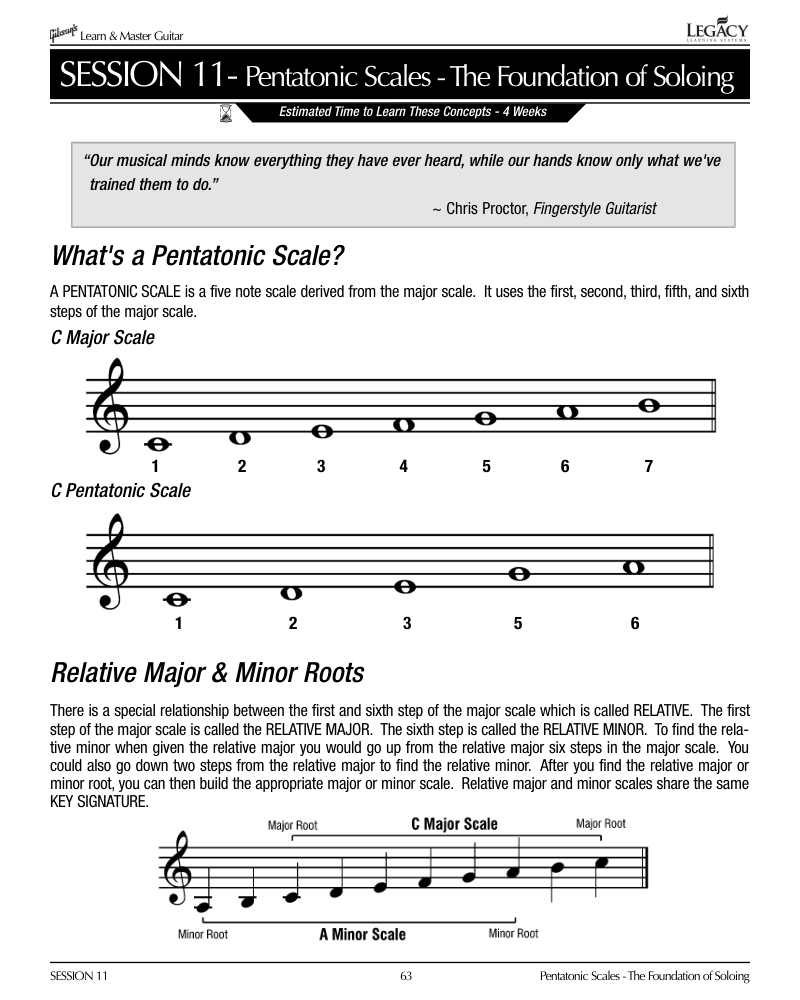 Gibson's Learn & Master Guitar
LEGACY
LEARNING SYSTEMS
SESSION 11- Pentatonic Scales - The Foundation of Soloing
Estimated Time to Learn These Concepts - 4 Weeks
“Our musical minds know everything they have ever heard, while our hands know only what we've
trained them to do.”
~ Chris Proctor, Fingerstyle Guitarist
What's a Pentatonic Scale?
A PENTATONIC SCALE is a five note scale derived from the major scale. It uses the first, second, third, fifth, and sixth
steps of the major scale.
C Major Scale
1 2 3 4 5 6 7
C Pentatonic Scale
1 2 3 5 6
Relative Major & Minor Roots
There is a special relationship between the first and sixth step of the major scale which is called RELATIVE. The first
step of the major scale is called the RELATIVE MAJOR. The sixth step is called the RELATIVE MINOR. To find the rela-
tive minor when given the relative major you would go up from the relative major six steps in the major scale. You
could also go down two steps from the relative major to find the relative minor. After you find the relative major or
minor root, you can then build the appropriate major or minor scale. Relative major and minor scales share the same
KEY SIGNATURE.
Major Root C Major Scale Major Root
Minor Root A Minor Scale Minor Root
SESSION 11 63 Pentatonic Scales - The Foundation of Soloing